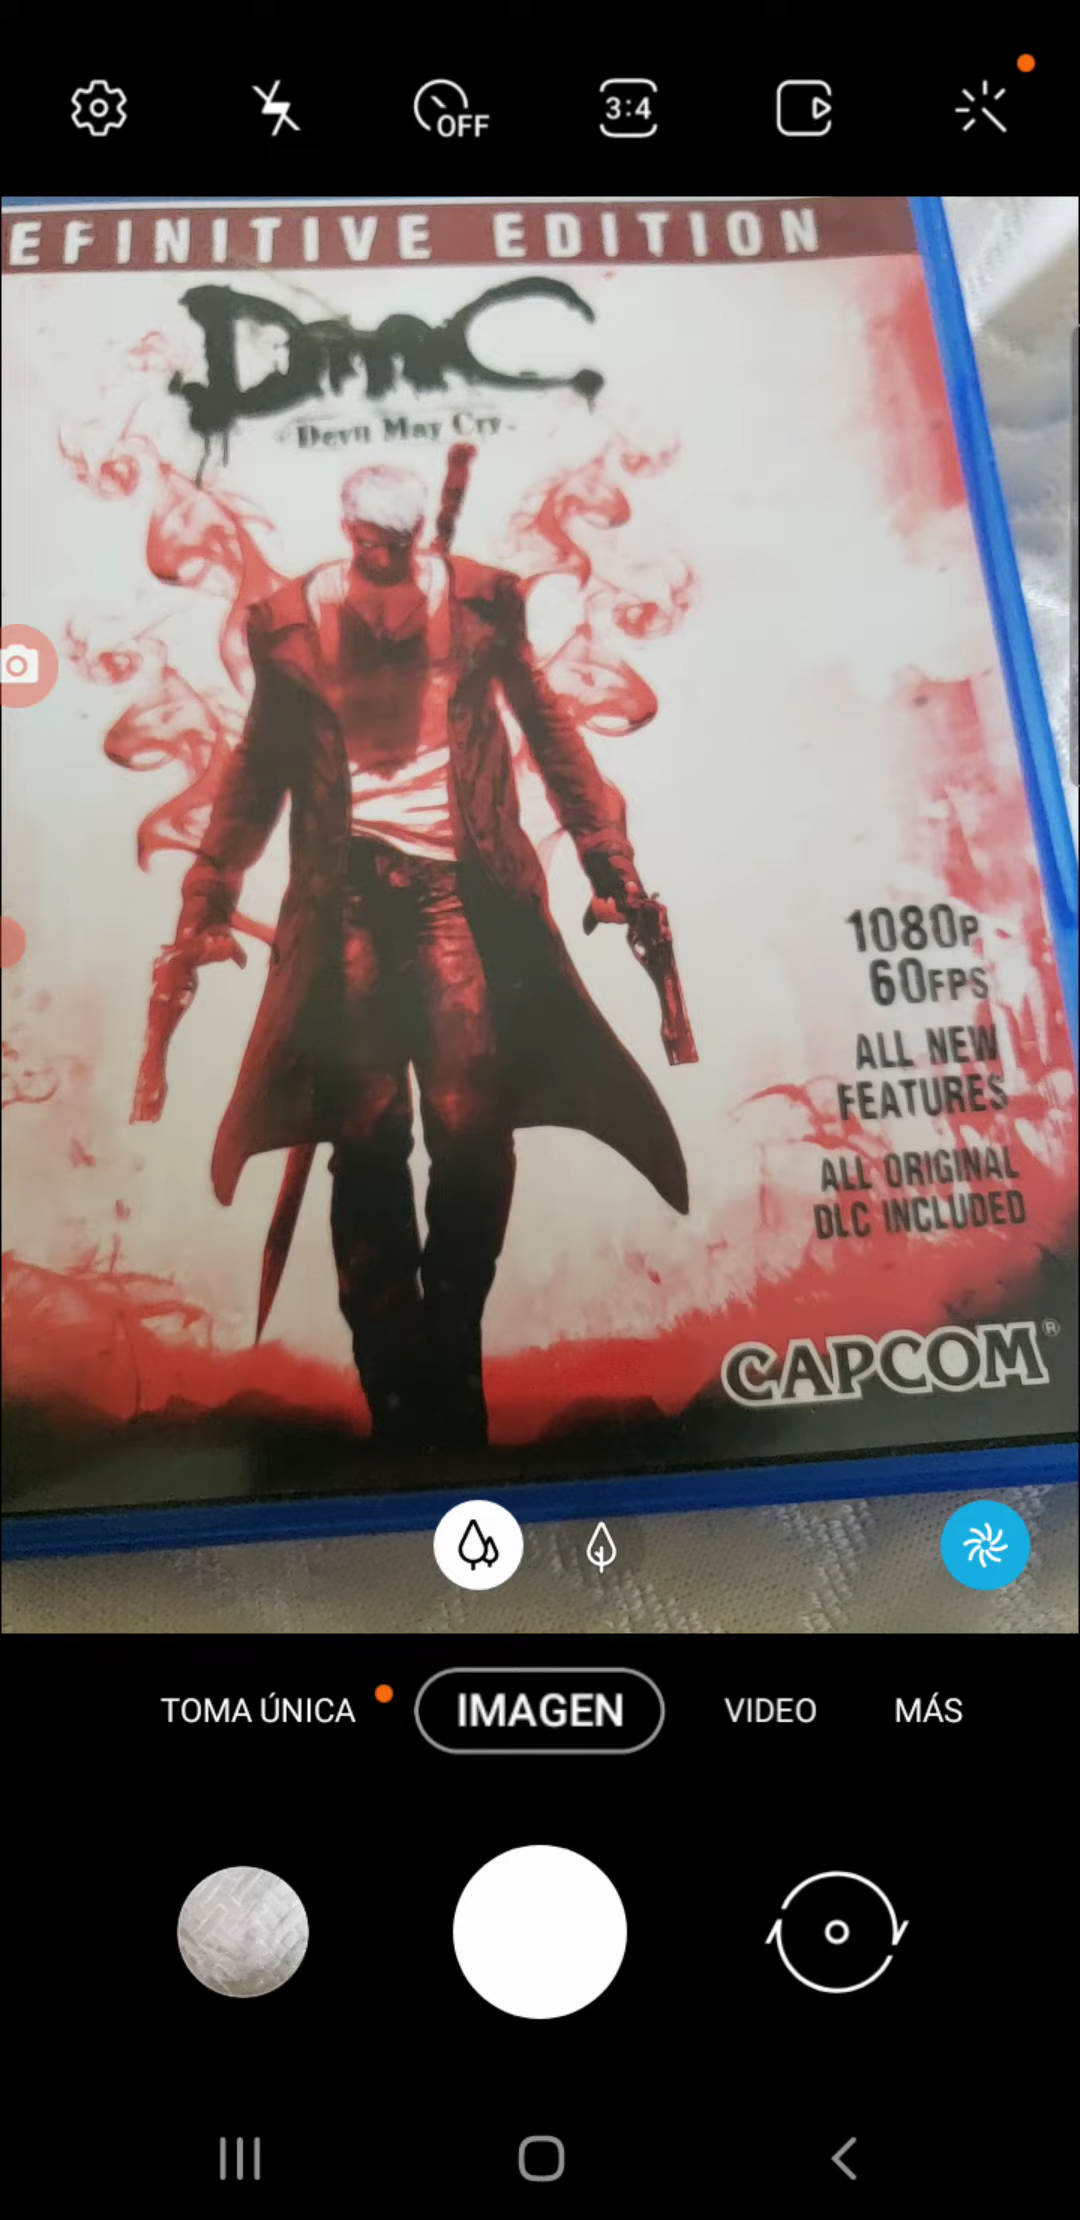 OFF
3:4
EFINITIVE EDITION
DmC
Devil May Cry
1080P
60FPS
ALL NEW
FEATURES
ALL ORIGINAL
DLC INCLUDED
CAPCOM®
TOMA ÚNICA
IMAGEN
VIDEO
MÁS